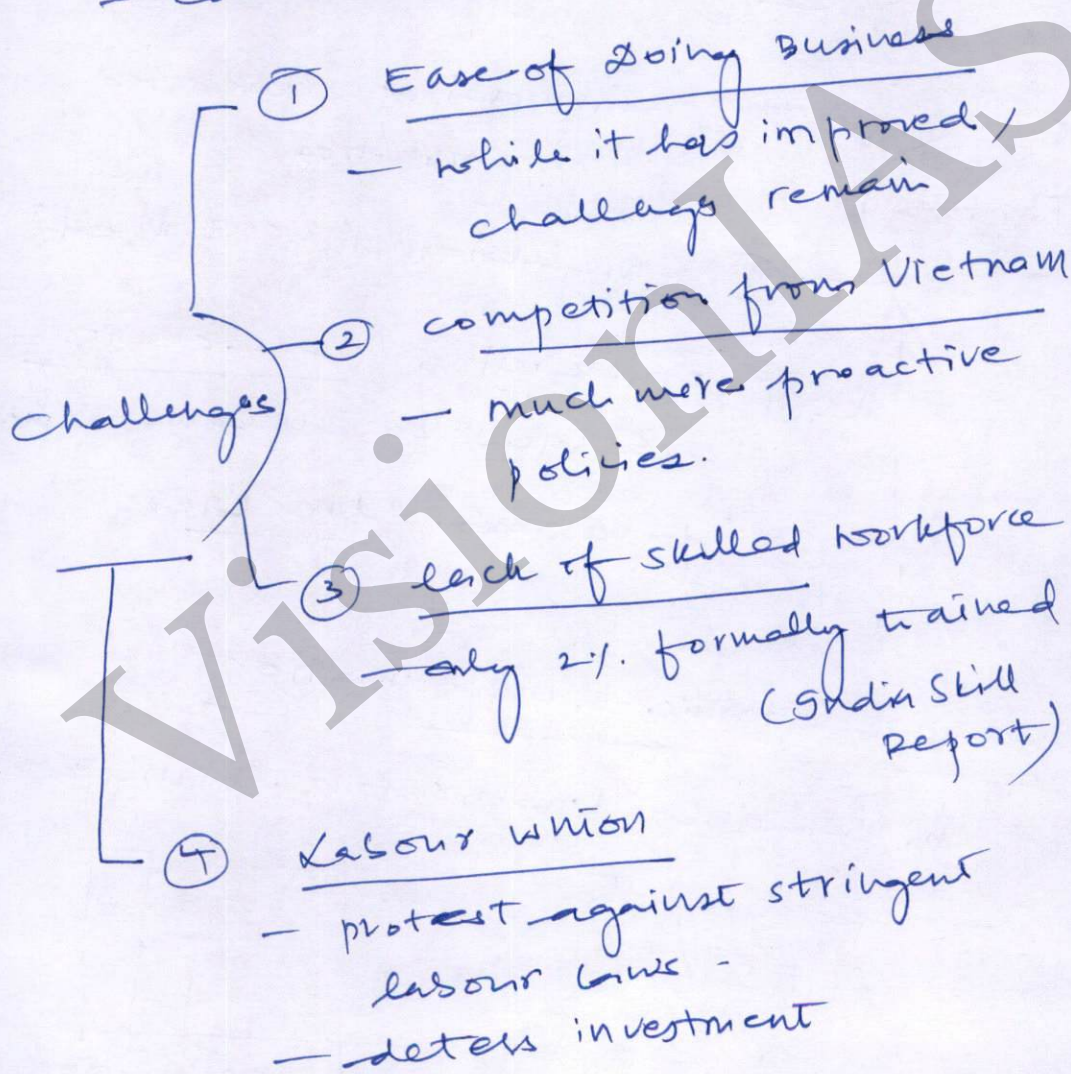 ① Ease of Doing Business
— while it has improved,
challenges remain
② competition from Vietnam
— much more proactive
policies.
Challenges
③ lack of skilled workforce
— only 2%. formally trained
(India Skill
Report)
④ Labour union
— protest against stringent
labour laws -
— deters investment
VisionIAS